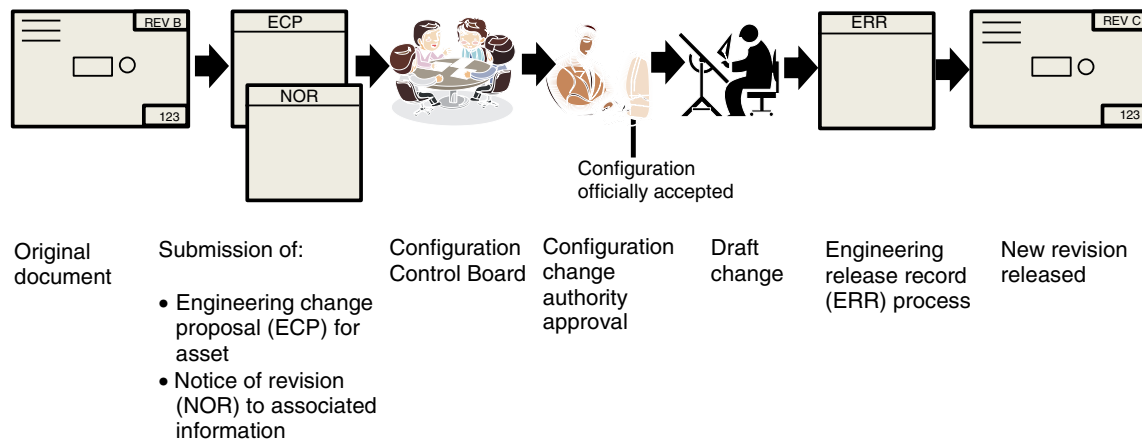 REV B
123
ECP
NOR
Configuration
officially accepted
ERR
REV C
123
Original
document
Submission of:
• Engineering change
proposal (ECP) for
asset
• Notice of revision
(NOR) to associated
information
Configuration
Control Board
Configuration
change
authority
approval
Draft
change
Engineering
release record
(ERR) process
New revision
released